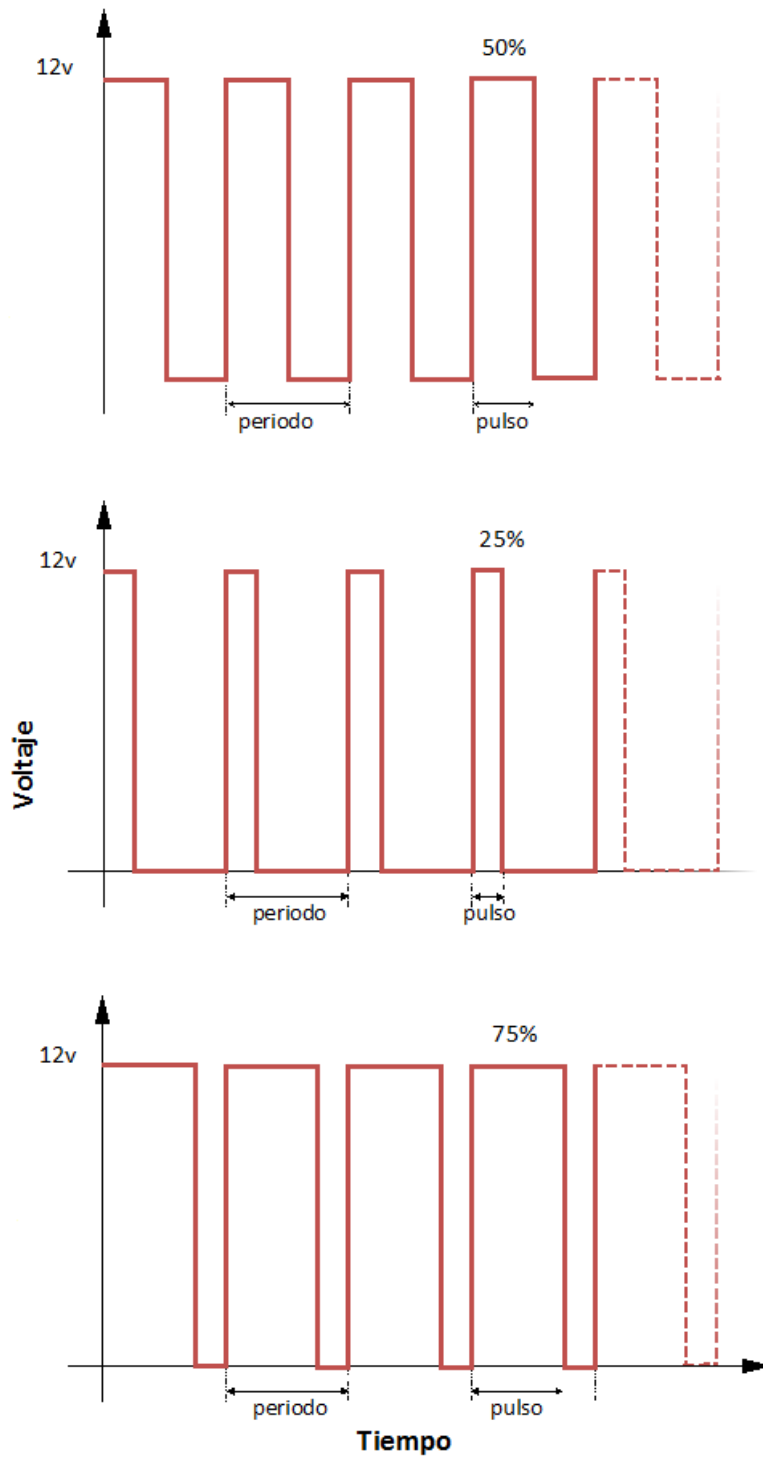 50%
12v
periodo
pulso
25%
12v
Voltaje
periodo
pulso
75%
12v
periodo
pulso
Tiempo